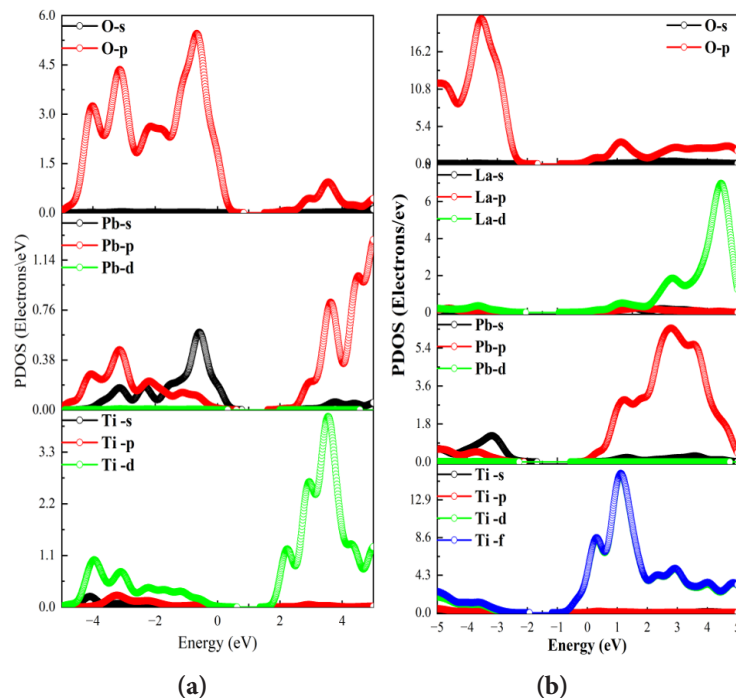 6.0
4.5
3.0
1.5
0.0
O-s
O-p
1.14
0.76
0.38
0.00
Pb-s
Pb-p
Pb-d
3.3
2.2
1.1
0.0
Ti -s
Ti -p
Ti -d
PDOS (Electrons\eV)
−4 −2 0 2 4
Energy (eV)
(a)
16.2
10.8
5.4
O-s
O-p
6
4
2
0
La-s
La-p
La-d
5.4
3.6
1.8
0.0
Pb-s
Pb-p
Pb-d
12.9
8.6
4.3
0.0
Ti -s
Ti -p
Ti -d
Ti -f
PDOS (Electrons/ev)
−5 −4 −3 −2 −1 0 1 2 3 4 5
Energy (eV)
(b)